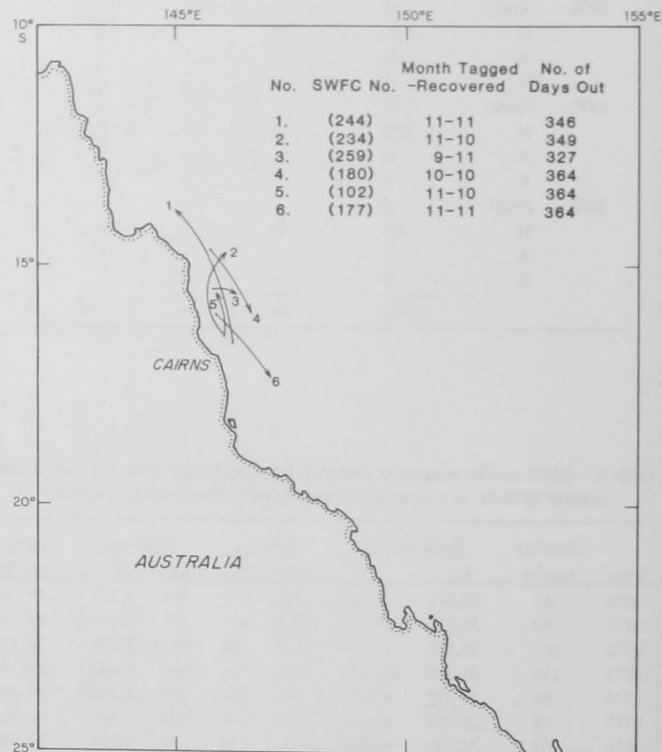 145°E 150°E 155°E
10°
S
Month Tagged No. of
No. SWFC No. -Recovered Days Out
1. (244) 11-11 346
2. (234) 11-10 349
3. (259) 9-11 327
4. (180) 10-10 364
5. (102) 11-10 364
6. (177) 11-11 364
1
2
15°
5 3
4
CAIRNS
6
20°
AUSTRALIA
25°